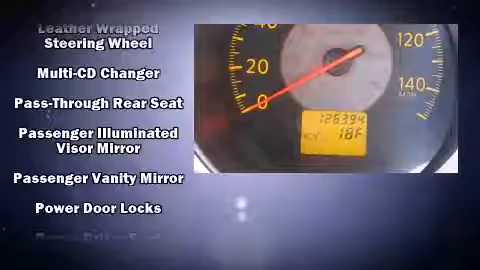 Leather Wrapped
Steering Wheel
Multi-CD Changer
Pass-Through Rear Seat
Passenger Illuminated
Visor Mirror
Passenger Vanity Mirror
Power Door Locks
20
0
120
140
MPH
126394
18F